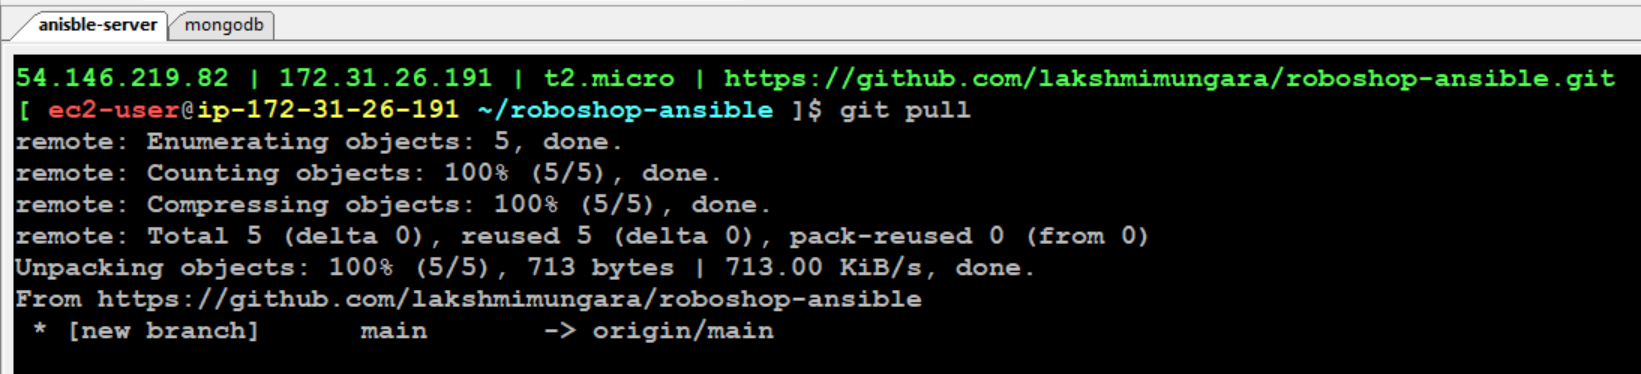 anisble-server mongodb
54.146.219.82 | 172.31.26.191 | t2.micro | https://github.com/lakshmimungara/roboshop-ansible.git
[ ec2-user@ip-172-31-26-191 ~/roboshop-ansible ]$ git pull
remote: Enumerating objects: 5, done.
remote: Counting objects: 100% (5/5), done.
remote: Compressing objects: 100% (5/5), done.
remote: Total 5 (delta 0), reused 5 (delta 0), pack-reused 0 (from 0)
Unpacking objects: 100% (5/5), 713 bytes | 713.00 KiB/s, done.
From https://github.com/lakshmimungara/roboshop-ansible
 * [new branch]      main       -> origin/main